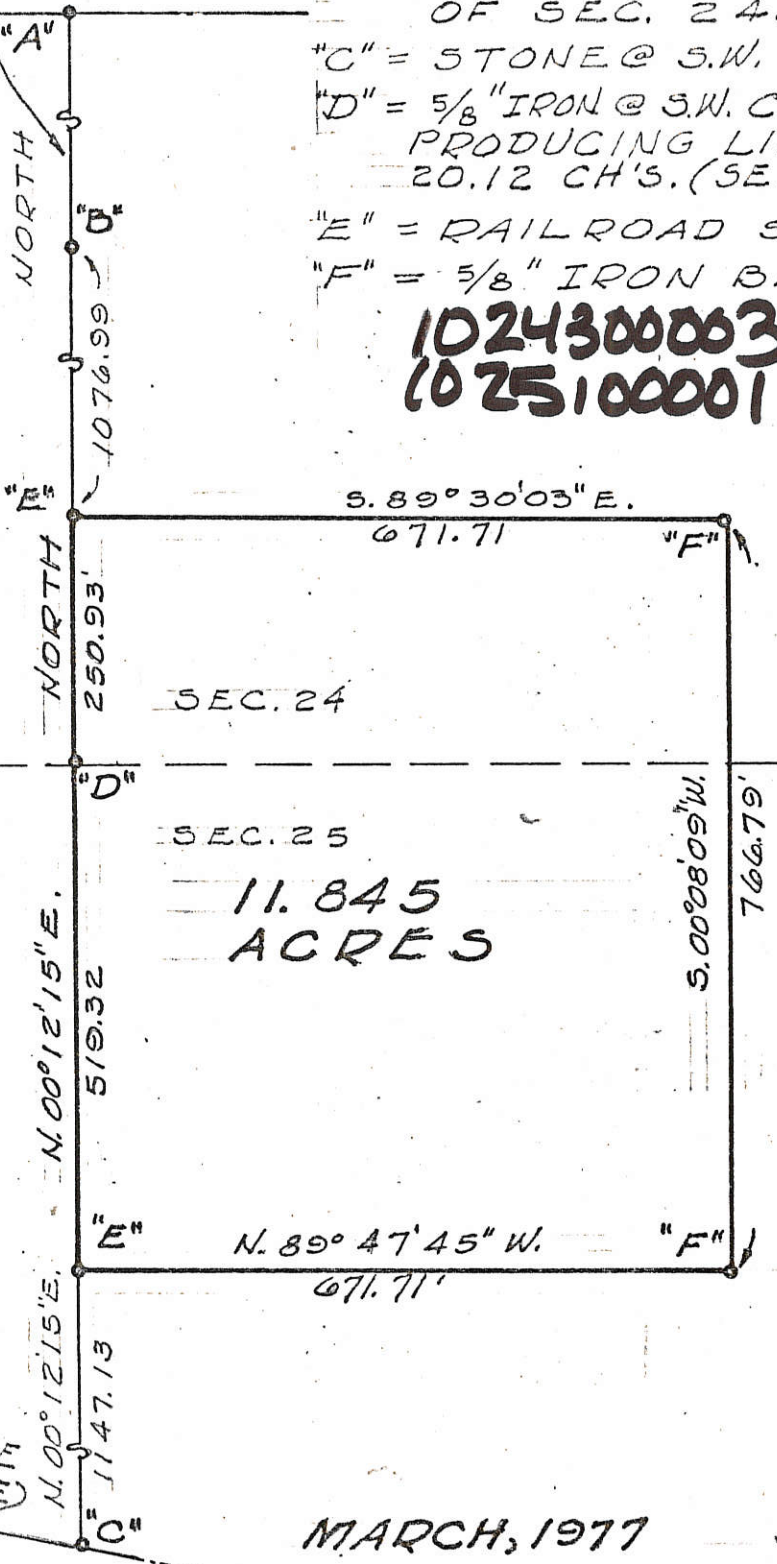 OF SEC. 24.
"A"
"C" = STONE @ S.W.
"D" = 5/8" IRON @ S.W. C
PRODUCING LI
20.12 CH'S. (SE
NORTH
"B"
"E" = RAILROAD S
"F" = 5/8" IRON B.
1024300003
1025100001
1076.99
"E"
S. 89° 30' 03" E.
671.71
"F"
NORTH
250.93'
SEC. 24
"D"
SEC. 25
11.845
ACRES
S. 00° 08' 09" W.
766.79'
N. 00° 12' 15" E.
519.32
"E"
N. 89° 47' 45" W.
671.71'
"F"
N. 00° 12' 15" E.
1147.13
"C"
MARCH, 1977